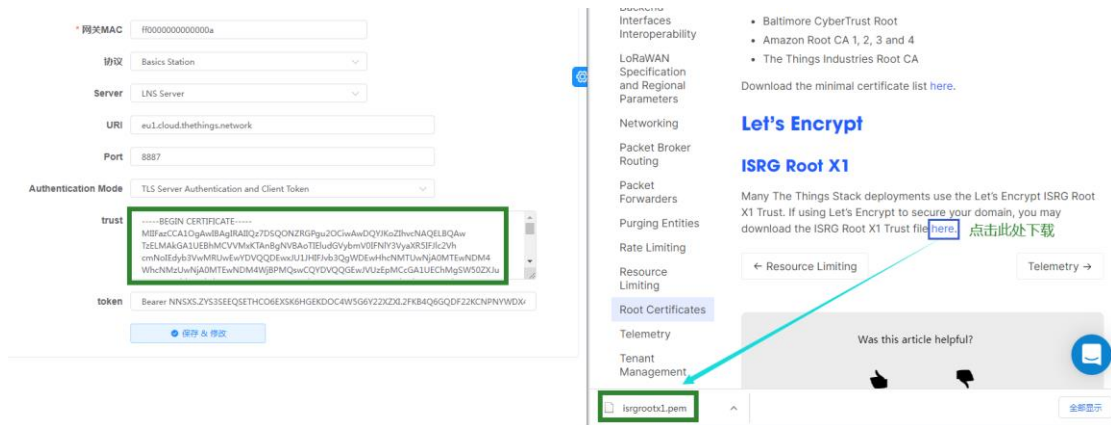 * 网关MAC
ff0000000000000a
协议
Basics Station
Server
LNS Server
URI
eu1.cloud.thethings.network
Port
8887
Authentication Mode
TLS Server Authentication and Client Token
trust
-----BEGIN CERTIFICATE-----
token
保存 & 修改
Backend
Interfaces
Interoperability
LoRaWAN
Specification
and Regional
Parameters
Networking
Packet Broker
Routing
Packet
Forwarders
Purging Entities
Rate Limiting
Resource
Limiting
Root Certificates
Telemetry
Tenant
Management
• Baltimore CyberTrust Root
• Amazon Root CA 1, 2, 3 and 4
• The Things Industries Root CA
Download the minimal certificate list here.
Let's Encrypt
ISRG Root X1
Many The Things Stack deployments use the Let's Encrypt ISRG Root
X1 Trust. If using Let's Encrypt to secure your domain, you may
download the ISRG Root X1 Trust file here. 点击此处下载
← Resource Limiting
Telemetry →
Was this article helpful?
isrgrootx1.pem
全部显示